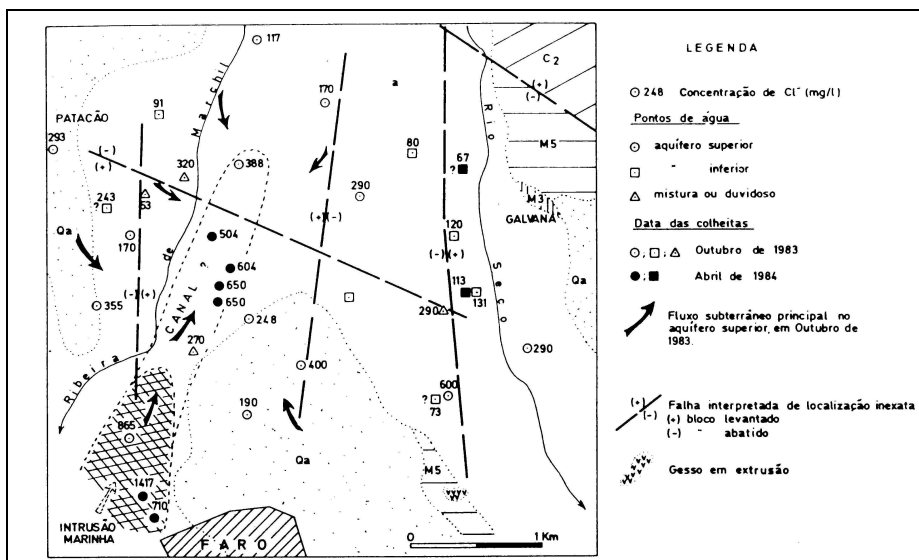 117
C2
(+)
(-)
a
91
170
PATACÃO
Marchil
Rio
293
80
M5
(-)
(+)
320
388
67
?
243
?
53
290
M3
GALVANA
Qa
170
(+)(-)
120
504
(-)(+)
604
650
650
113
131
Seco
Qa
de
(-)(+)
355
CANAL ?
248
290
270
290
Ribeira
400
600
190
?
73
865
Qa
M5
1417
710
INTRUSÃO
MARINHA
FARO
0 1 Km
LEGENDA
248 Concentração de Cl⁻ (mg/l)
Pontos de água
aquífero superior
" inferior
mistura ou duvidoso
Data das colheitas
, ; Outubro de 1983
; Abril de 1984
Fluxo subterrâneo principal no
aquífero superior, em Outubro de
1983.
(+)
(-)
Falha interpretada de localização inexata
(+) bloco levantado
(-) " abatido
Gesso em extrusão